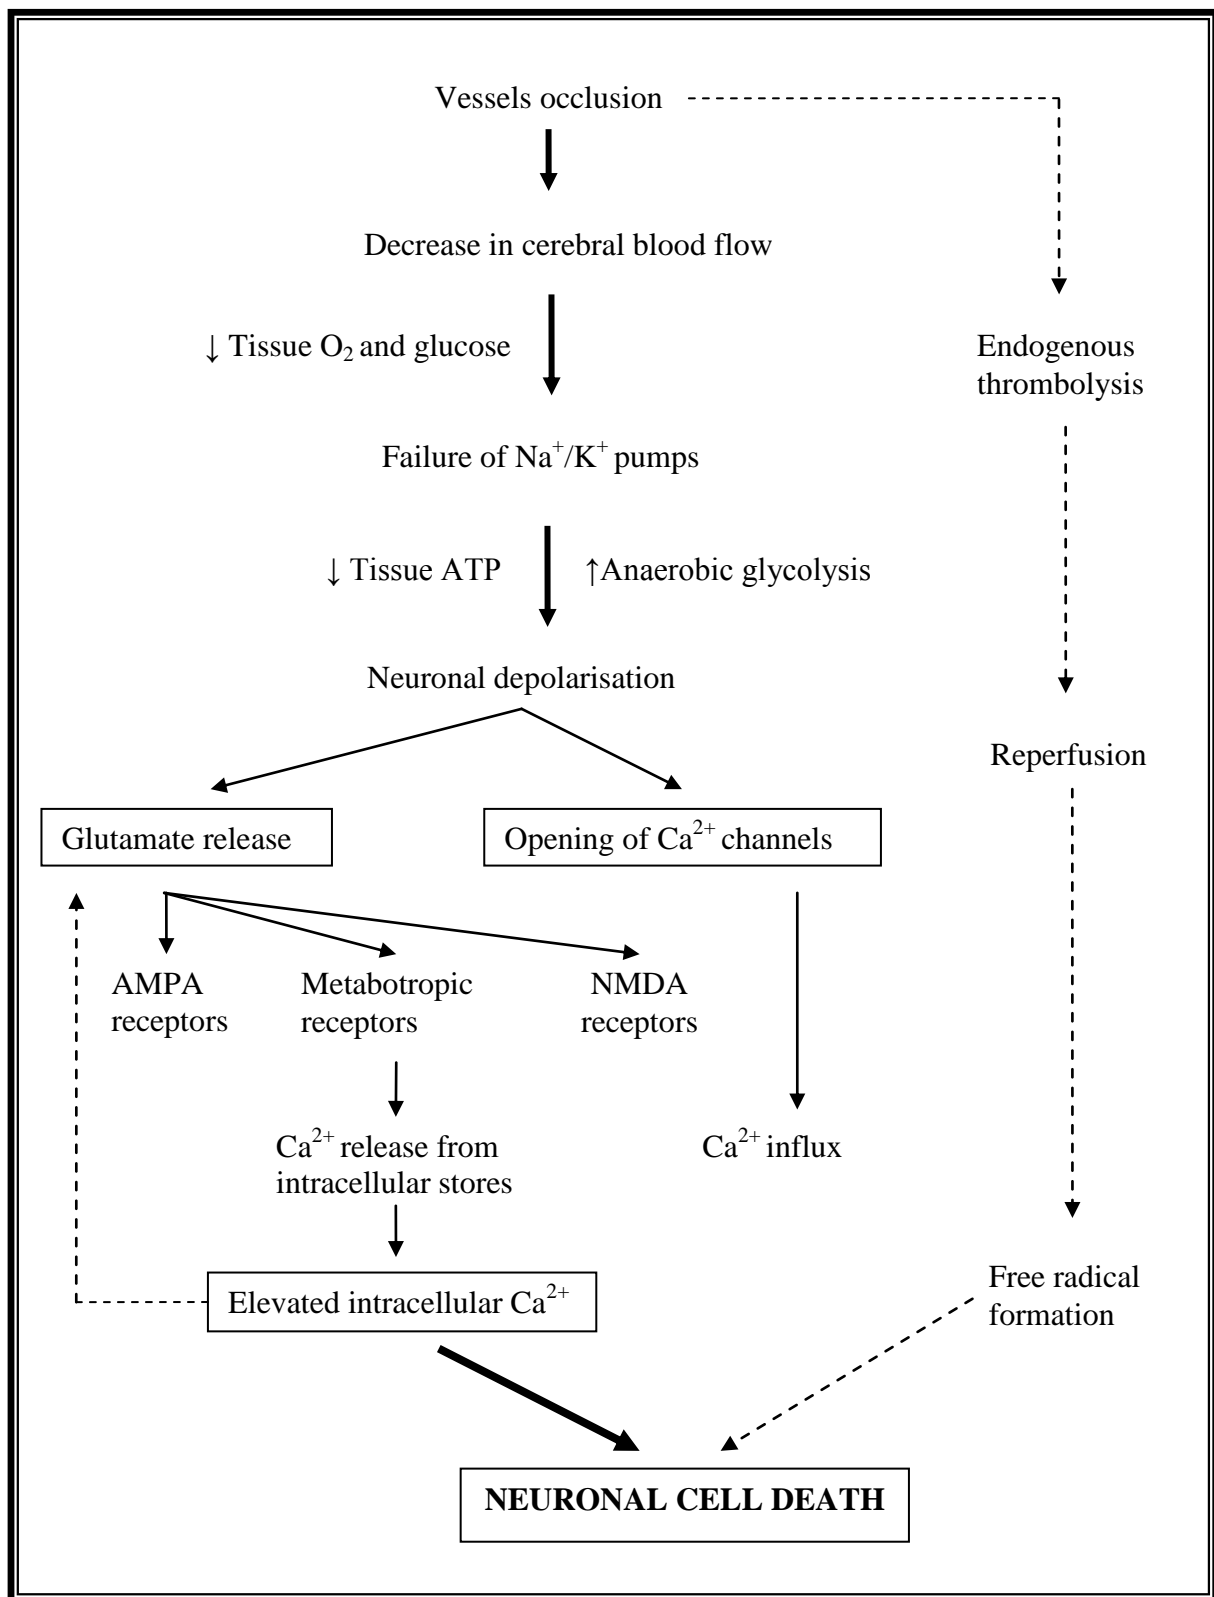 Vessels occlusion
Decrease in cerebral blood flow
↓ Tissue O₂ and glucose
Endogenous
thrombolysis
Failure of Na⁺/K⁺ pumps
↓ Tissue ATP
↑Anaerobic glycolysis
Neuronal depolarisation
Reperfusion
Glutamate release
Opening of Ca²⁺ channels
AMPA
receptors
Metabotropic
receptors
NMDA
receptors
Ca²⁺ release from
intracellular stores
Ca²⁺ influx
Elevated intracellular Ca²⁺
Free radical
formation
NEURONAL CELL DEATH